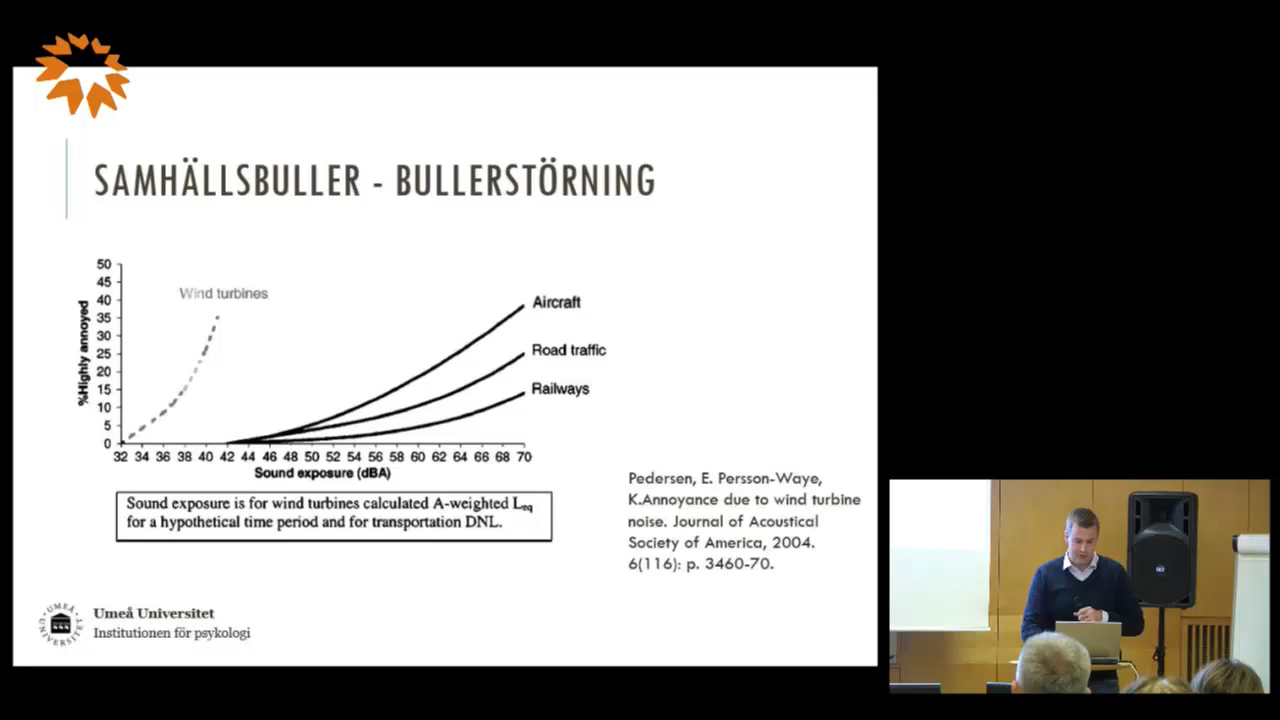 SAMHÄLLSBULLER - BULLERSTÖRNING
50
45
40
35
30
25
20
15
10
5
0
%Highly annoyed
Wind turbines
Aircraft
Road traffic
Railways
32 34 36 38 40 42 44 46 48 50 52 54 56 58 60 62 64 66 68 70
Sound exposure (dBA)
Sound exposure is for wind turbines calculated A-weighted Leq
for a hypothetical time period and for transportation DNL.
Pedersen, E. Persson-Waye,
K.Annoyance due to wind turbine
noise. Journal of Acoustical
Society of America, 2004.
6(116): p. 3460-70.
UMEÅ UNIVERSITET
Umeå Universitet
Institutionen för psykologi